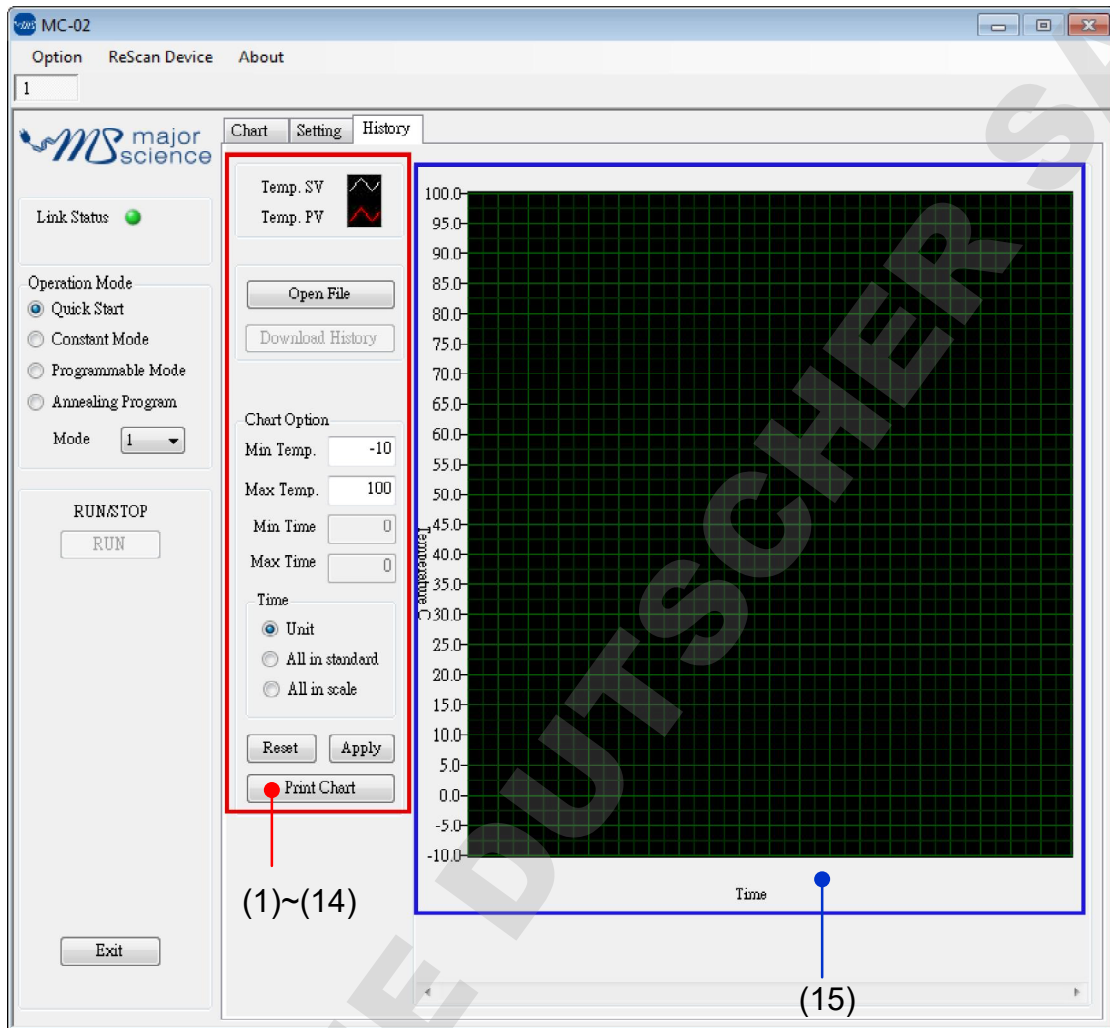 MC-02
Option ReScan Device About
1
MS major science
Chart Setting History
Link Status
Operation Mode
Quick Start
Constant Mode
Programmable Mode
Annealing Program
Mode 1
RUN/STOP
RUN
Exit
Temp. SV
Temp. PV
Open File
Download History
Chart Option
Min Temp. -10
Max Temp. 100
Min Time 0
Max Time 0
Time
Unit
All in standard
All in scale
Reset Apply
Print Chart
(1)~(14)
100.0
95.0
90.0
85.0
80.0
75.0
70.0
65.0
60.0
55.0
50.0
45.0
40.0
35.0
30.0
25.0
20.0
15.0
10.0
5.0
0.0
-5.0
-10.0
Temperature C
Time
(15)
E DUTSCHER SA